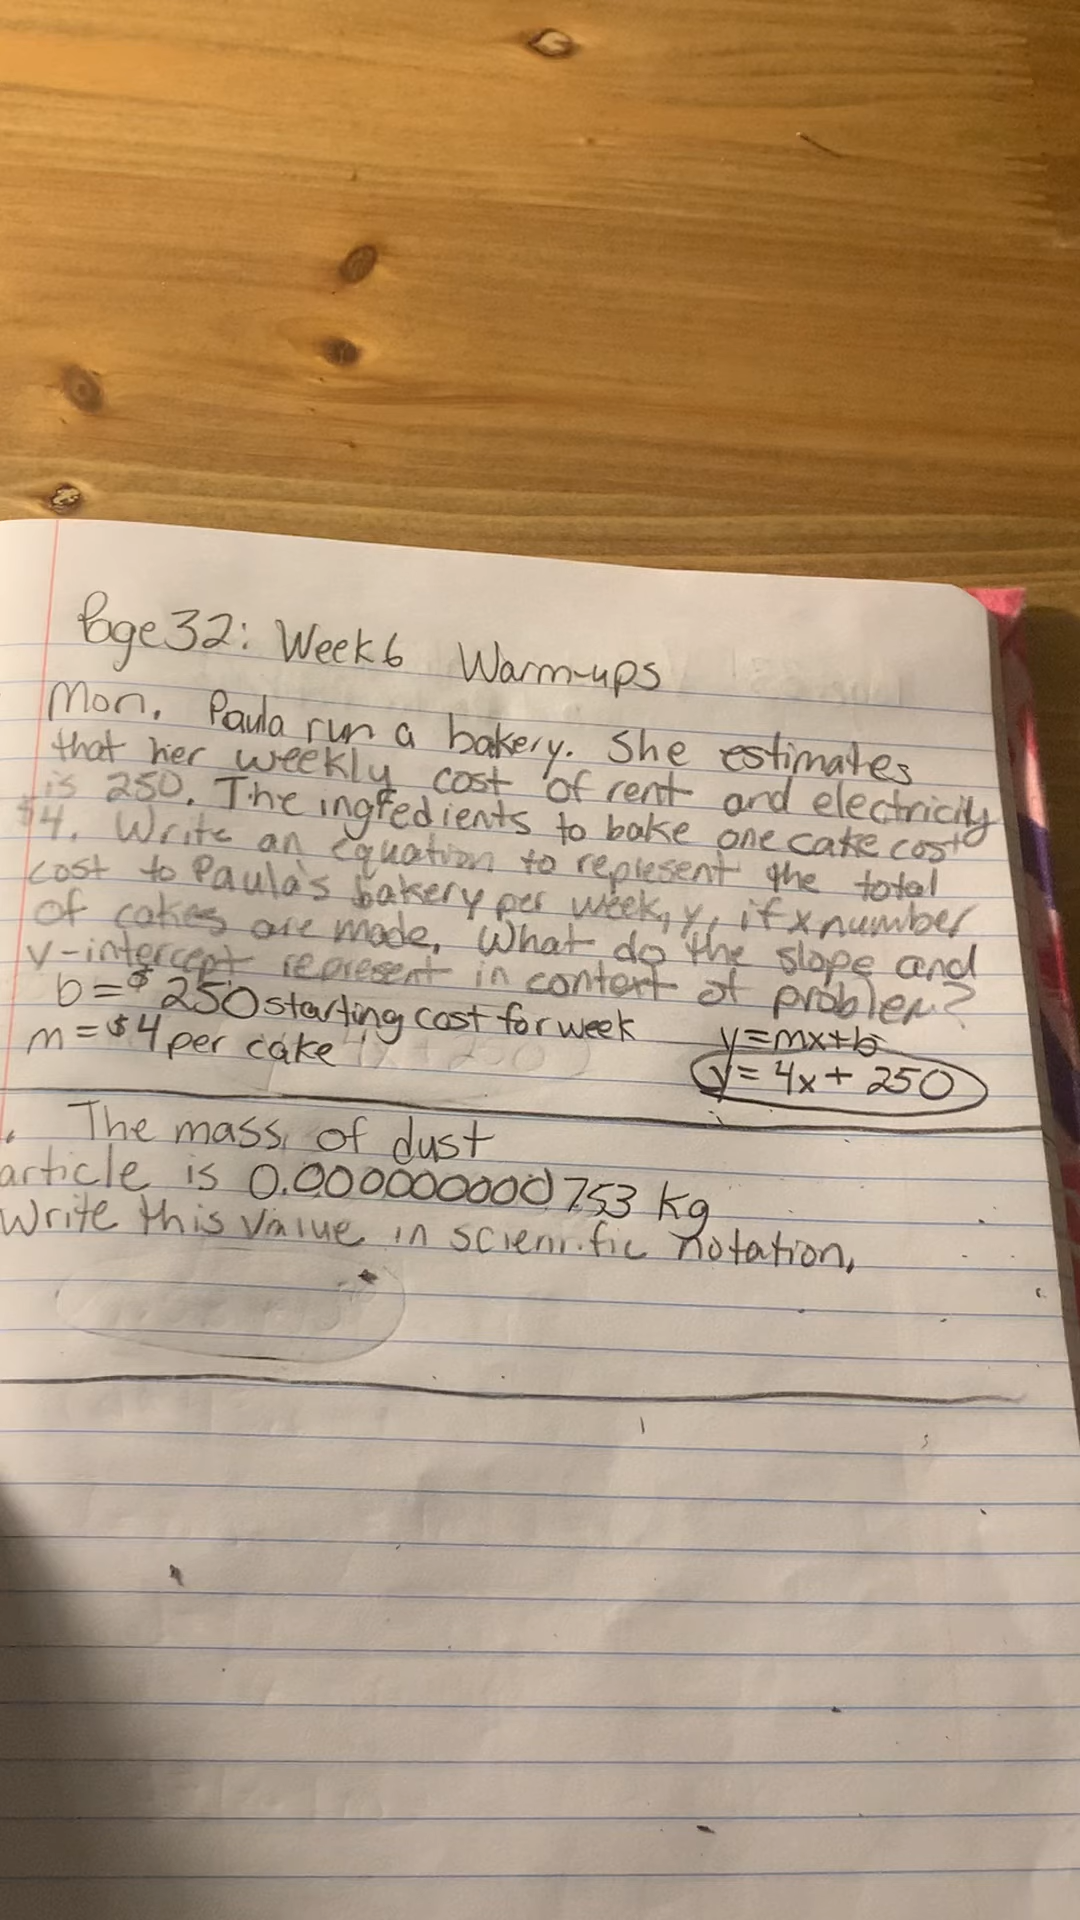 Page 32: Week 6 Warm-ups
Mon. Paula run a bakery. She estimates
that her weekly cost of rent and electricity
is 250. The ingredients to bake one cake cost
$4. Write an equation to represent the total
cost to Paula's bakery per week, y, if x number
of cakes are made. What do the slope and
y-intercept represent in context of problem?
b = $250 starting cost for week
m = $4 per cake
y=mx+b
y= 4x + 250
The mass of dust
article is 0.000000000753 kg
Write this value in scientific notation.